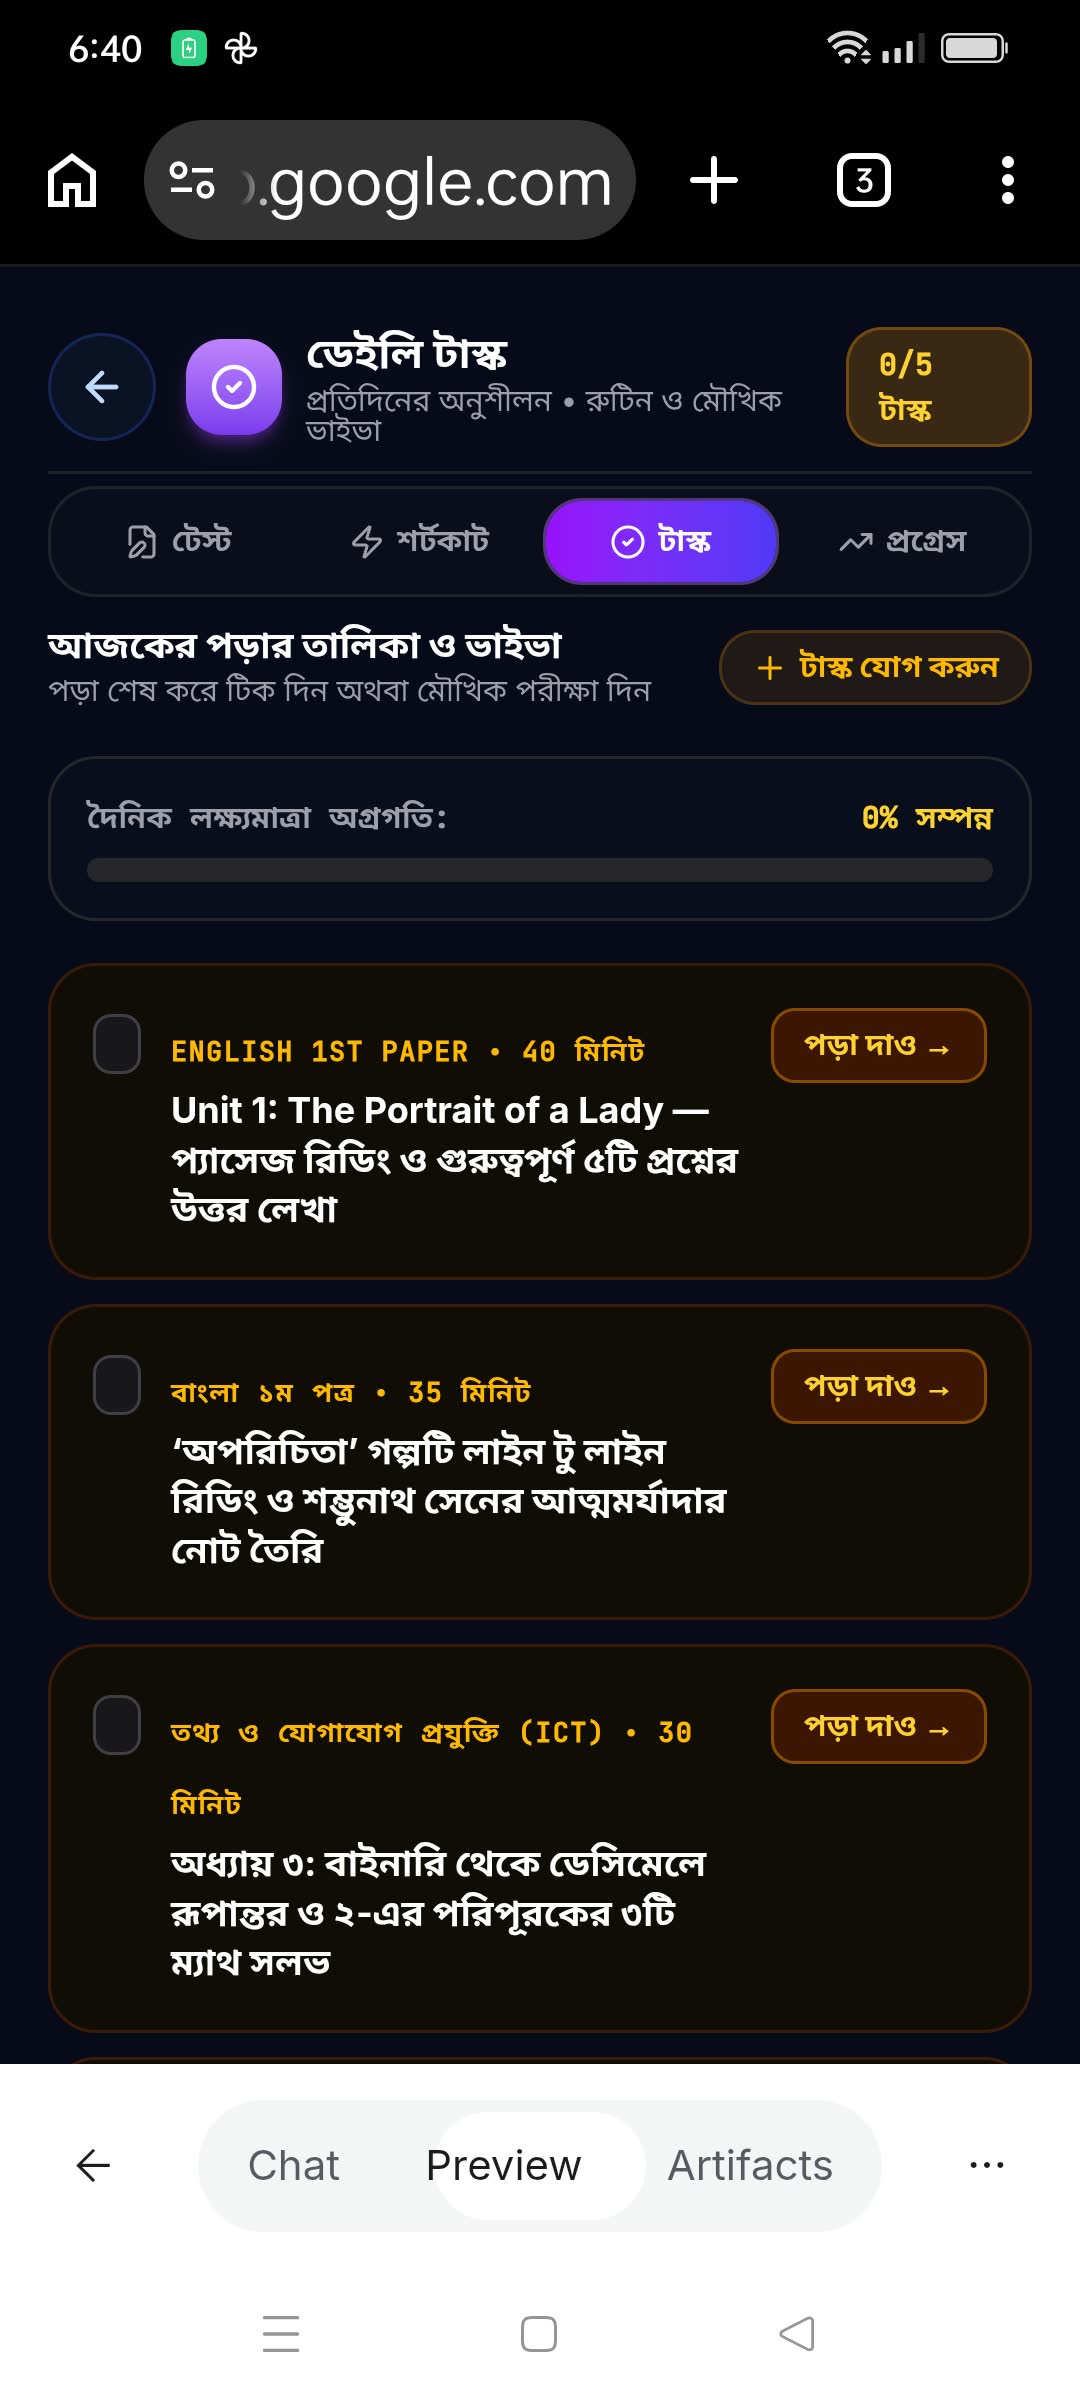 6:40
.google.com
3
ডেইলি টাস্ক
প্রতিদিনের অনুশীলন • রুটিন ও মৌখিক
ভাইভা
0/5
টাস্ক
টেস্ট
শর্টকাট
টাস্ক
প্রগ্রেস
আজকের পড়ার তালিকা ও ভাইভা
পড়া শেষ করে টিক দিন অথবা মৌখিক পরীক্ষা দিন
+ টাস্ক যোগ করুন
দৈনিক লক্ষ্যমাত্রা অগ্রগতি:
0% সম্পন্ন
ENGLISH 1ST PAPER • 40 মিনিট
পড়া দাও →
Unit 1: The Portrait of a Lady —
প্যাসেজ রিডিং ও গুরুত্বপূর্ণ ৫টি প্রশ্নের
উত্তর লেখা
বাংলা ১ম পত্র • 35 মিনিট
পড়া দাও →
‘অপরিচিতা’ গল্পটি লাইন টু লাইন
রিডিং ও শম্ভুনাথ সেনের আত্মমর্যাদার
নোট তৈরি
তথ্য ও যোগাযোগ প্রযুক্তি (ICT) • 30
মিনিট
পড়া দাও →
অধ্যায় ৩: বাইনারি থেকে ডেসিমেলে
রূপান্তর ও ২-এর পরিপূরকের ৩টি
ম্যাথ সলভ
Chat
Preview
Artifacts